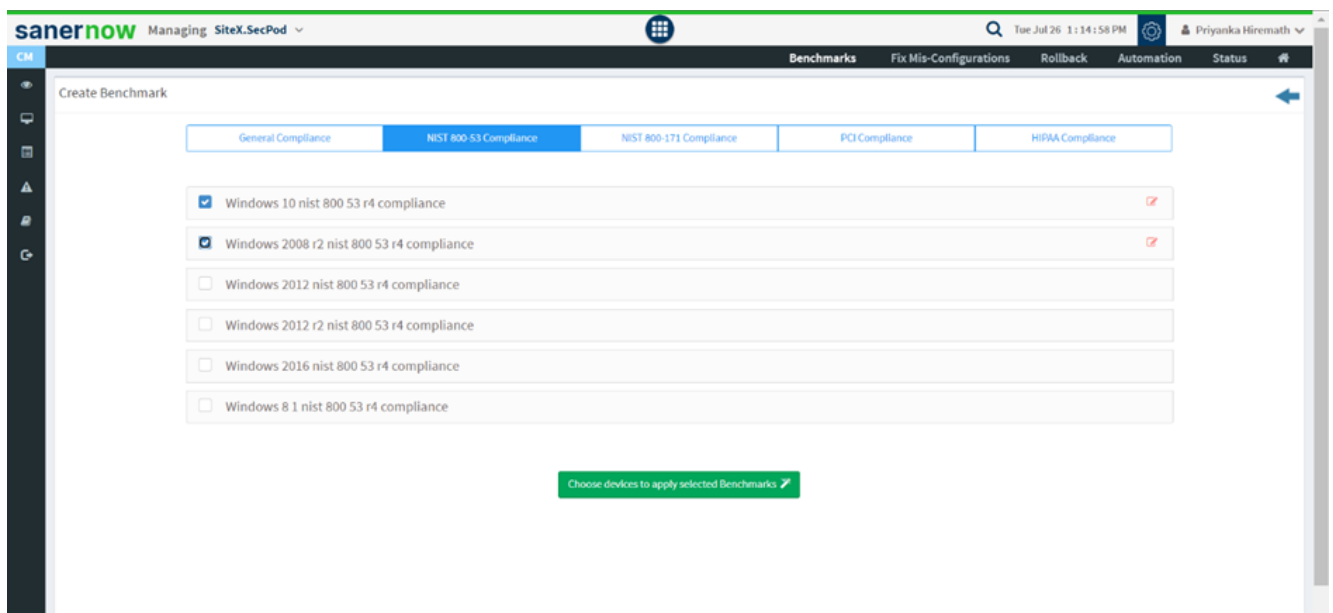 sanernow Managing SiteX.SecPod Tue Jul 26 1:14:58 PM Priyanka Hiremath
CM Benchmarks Fix Mis-Configurations Rollback Automation Status
Create Benchmark
General Compliance NIST 800-53 Compliance NIST 800-171 Compliance PCI Compliance HIPAA Compliance
Windows 10 nist 800 53 r4 compliance
Windows 2008 r2 nist 800 53 r4 compliance
Windows 2012 nist 800 53 r4 compliance
Windows 2012 r2 nist 800 53 r4 compliance
Windows 2016 nist 800 53 r4 compliance
Windows 8 1 nist 800 53 r4 compliance
Choose devices to apply selected Benchmarks